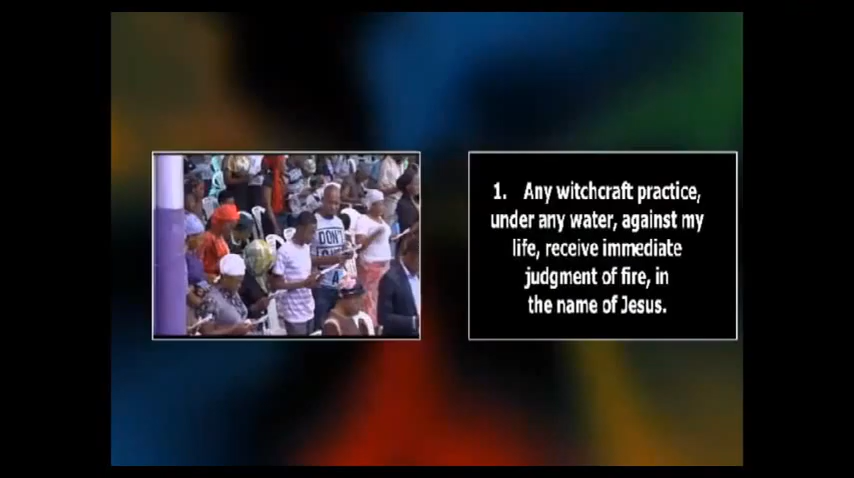 DON'T
1. Any witchcraft practice,
under any water, against my
life, receive immediate
judgment of fire, in
the name of Jesus.